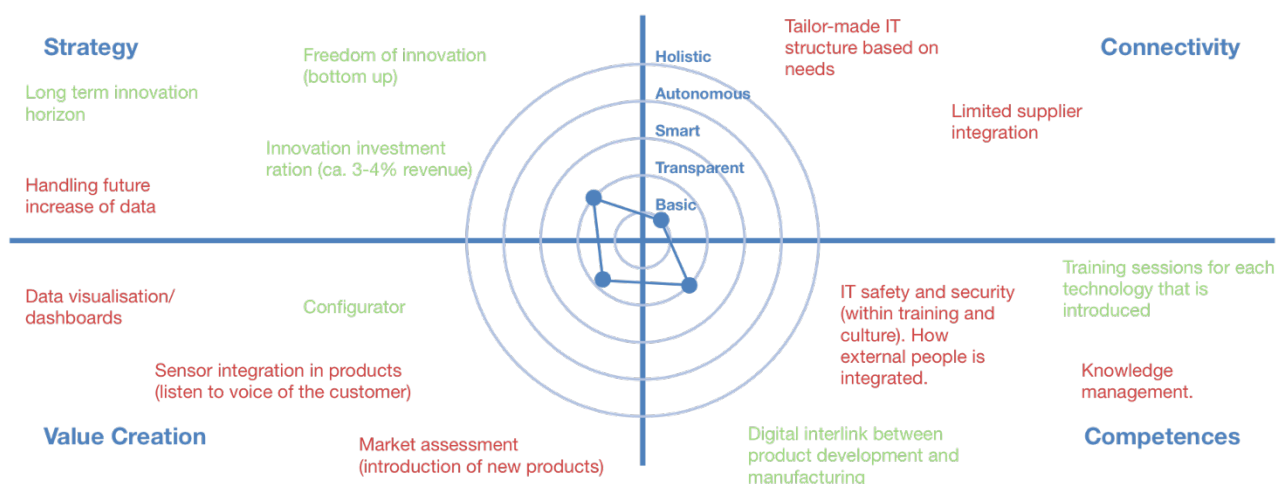 Strategy
Freedom of innovation
(bottom up)
Long term innovation
horizon
Innovation investment
ration (ca. 3-4% revenue)
Handling future
increase of data
Holistic
Autonomous
Smart
Transparent
Basic
Tailor-made IT
structure based on
needs
Connectivity
Limited supplier
integration
Data visualisation/
dashboards
Configurator
Sensor integration in products
(listen to voice of the customer)
Value Creation
Market assessment
(introduction of new products)
IT safety and security
(within training and
culture). How
external people is
integrated.
Training sessions for each
technology that is
introduced
Knowledge
management.
Digital interlink between
product development and
manufacturing
Competences